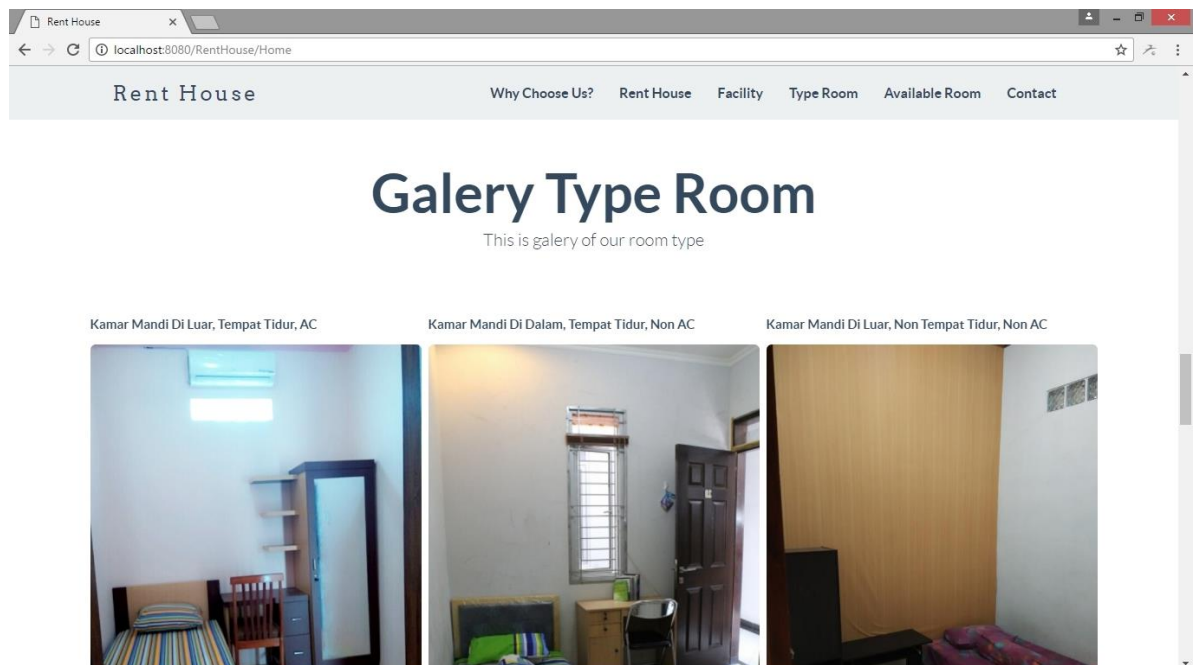 Rent House
localhost:8080/RentHouse/Home
Rent House Why Choose Us? Rent House Facility Type Room Available Room Contact
Galery Type Room
This is galery of our room type
Kamar Mandi Di Luar, Tempat Tidur, AC
Kamar Mandi Di Dalam, Tempat Tidur, Non AC
Kamar Mandi Di Luar, Non Tempat Tidur, Non AC